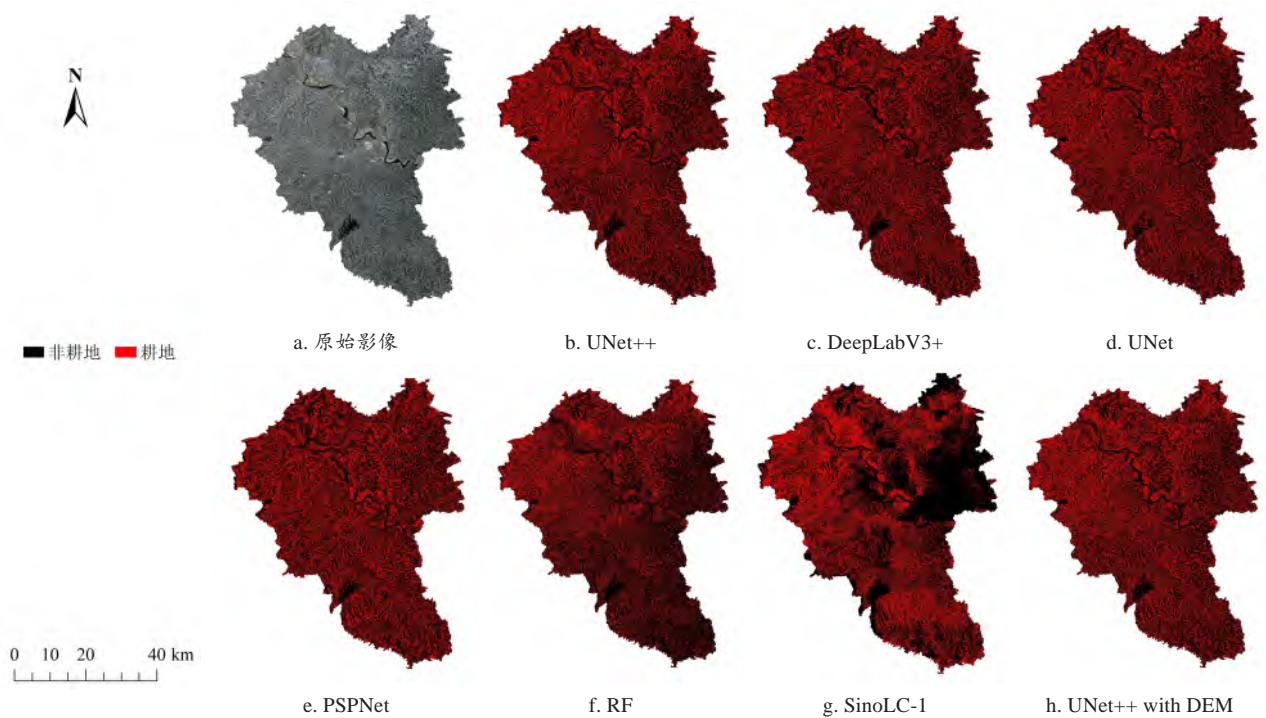 N
a. 原始影像
b. UNet++
c. DeepLabV3+
d. UNet
非耕地 耕地
0 10 20 40 km
e. PSPNet
f. RF
g. SinoLC-1
h. UNet++ with DEM